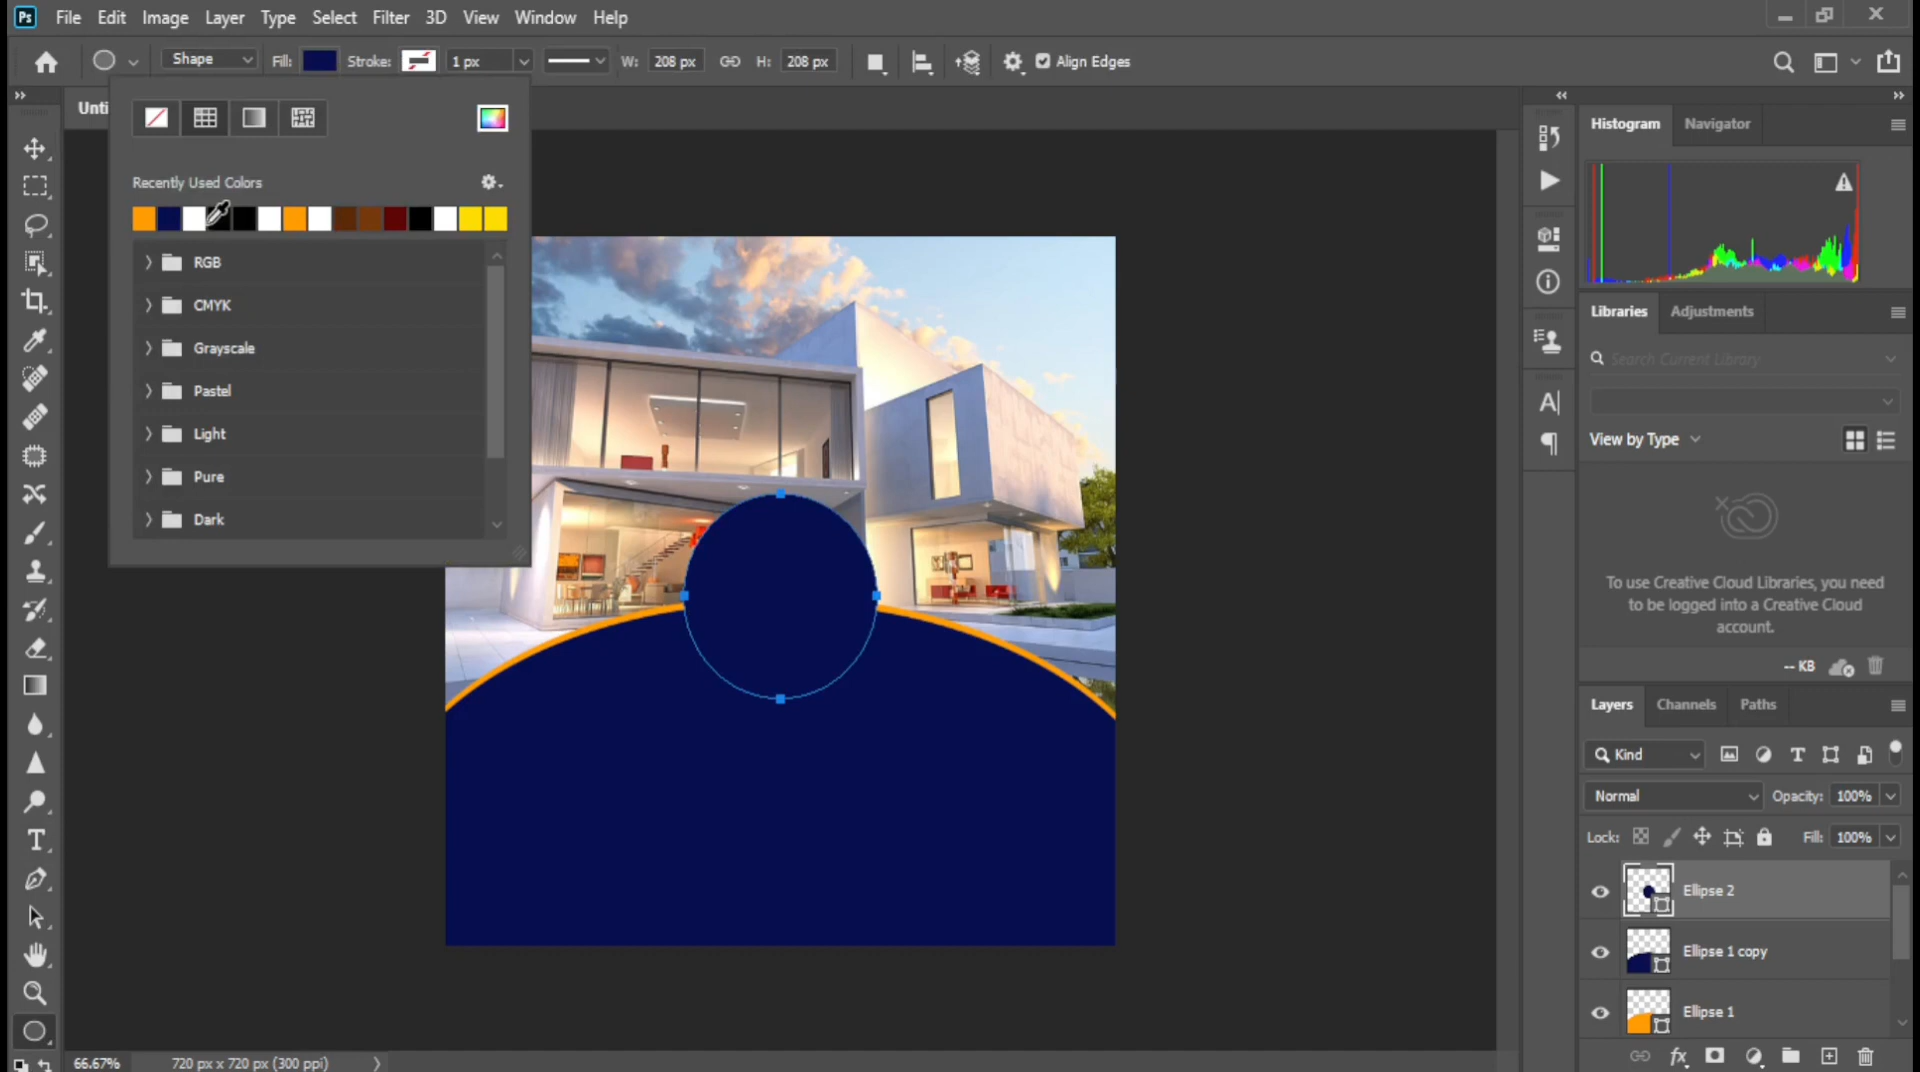 Ps File Edit Image Layer Type Select Filter 3D View Window Help
Shape Fill: Stroke: 1 px W: 208 px H: 208 px Align Edges
Unti
Recently Used Colors
RGB
CMYK
Grayscale
Pastel
Light
Pure
Dark
Histogram Navigator
Libraries Adjustments
Search Current Library
View by Type
To use Creative Cloud Libraries, you need
to be logged into a Creative Cloud
account.
-- KB
Layers Channels Paths
Kind
Normal Opacity: 100%
Lock: Fill: 100%
Ellipse 2
Ellipse 1 copy
Ellipse 1
fx
66.67% 720 px x 720 px (300 ppi)